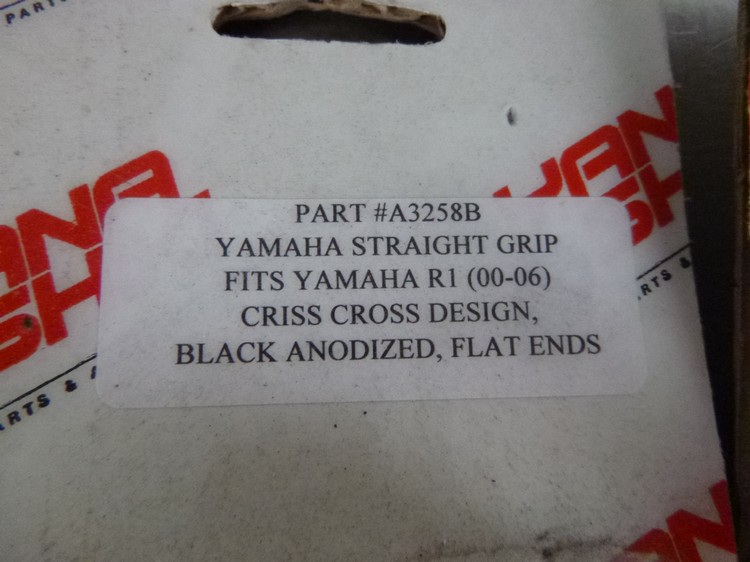 PART #A3258B
YAMAHA STRAIGHT GRIP
FITS YAMAHA R1 (00-06)
CRISS CROSS DESIGN,
BLACK ANODIZED, FLAT ENDS